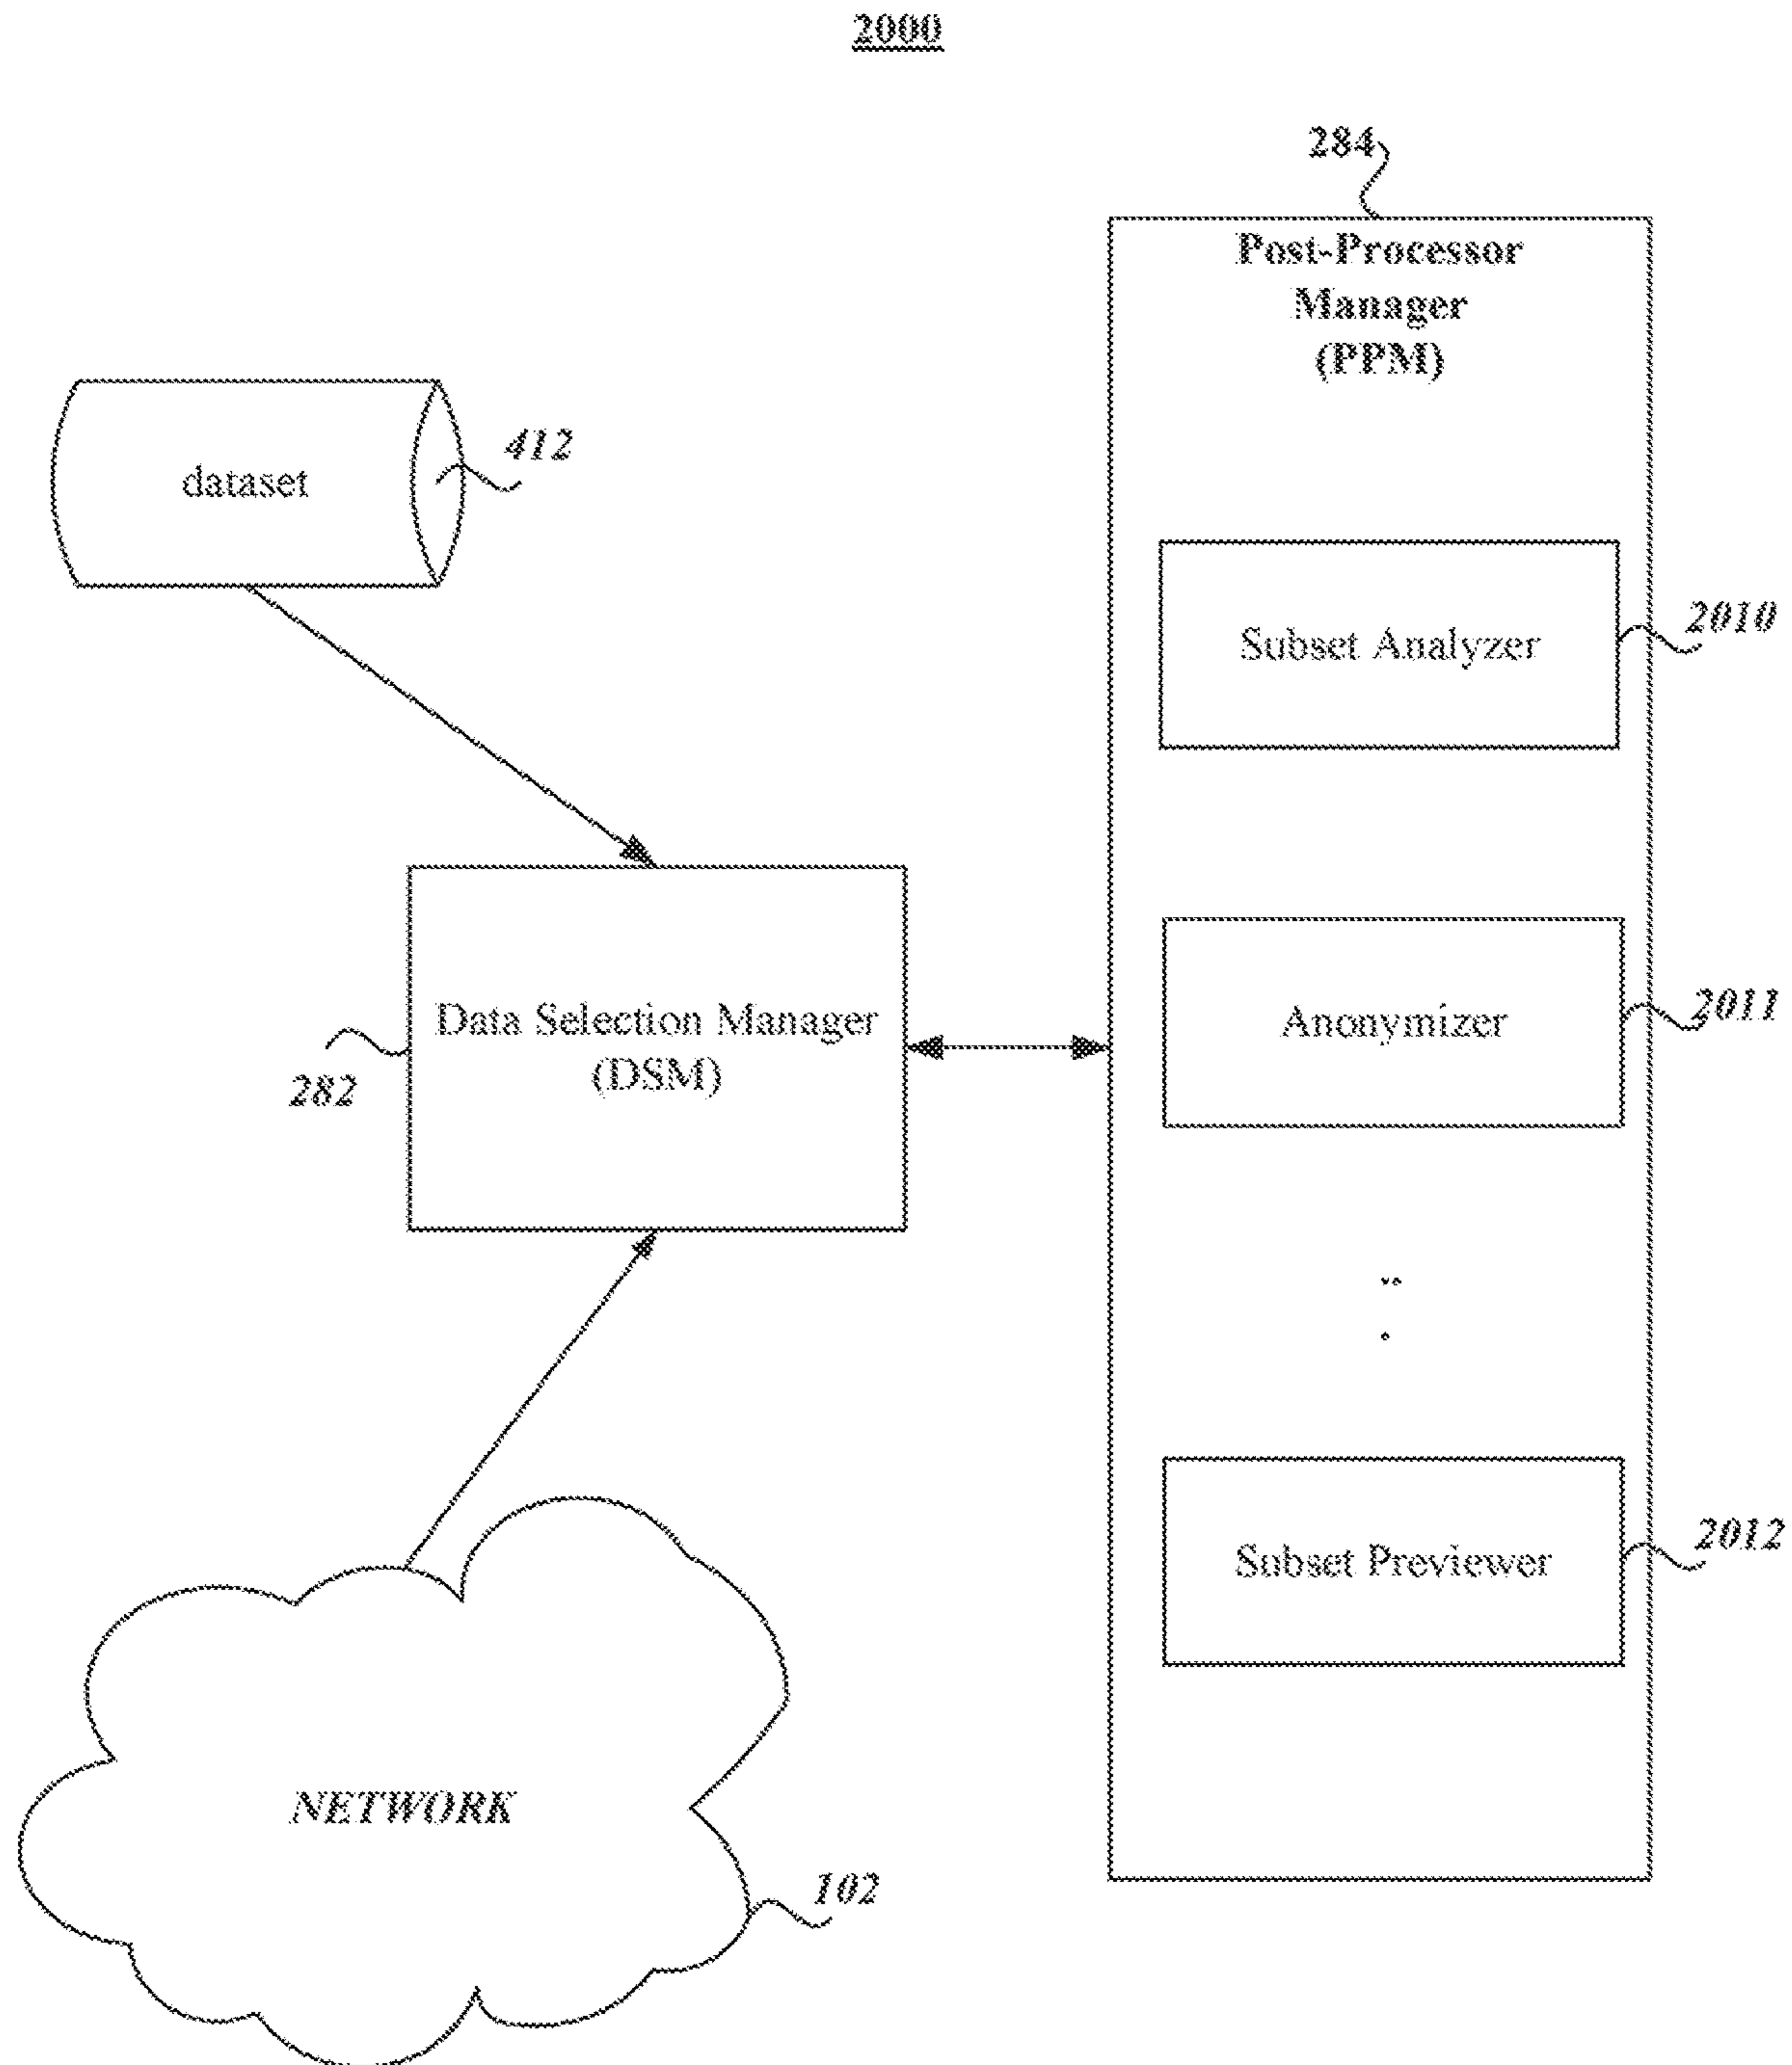 2000
284
Post-Processor
Manager
(PPM)
412
dataset
2010
Subset Analyzer
2011
Anonymizer
Data Selection Manager
(DSM)
282
2012
Subset Previewer
NETWORK
102